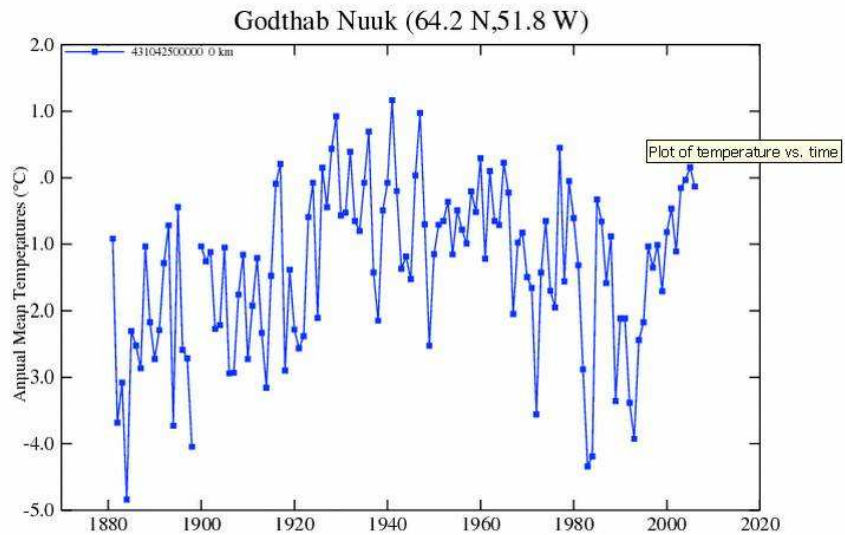 Godthab Nuuk (64.2 N,51.8 W)
2.0
431042500000 0 km
1.0
Plot of temperature vs. time
.0
-1.0
-2.0
-3.0
-4.0
-5.0
Annual Mean Temperatures (°C)
1880 1900 1920 1940 1960 1980 2000 2020